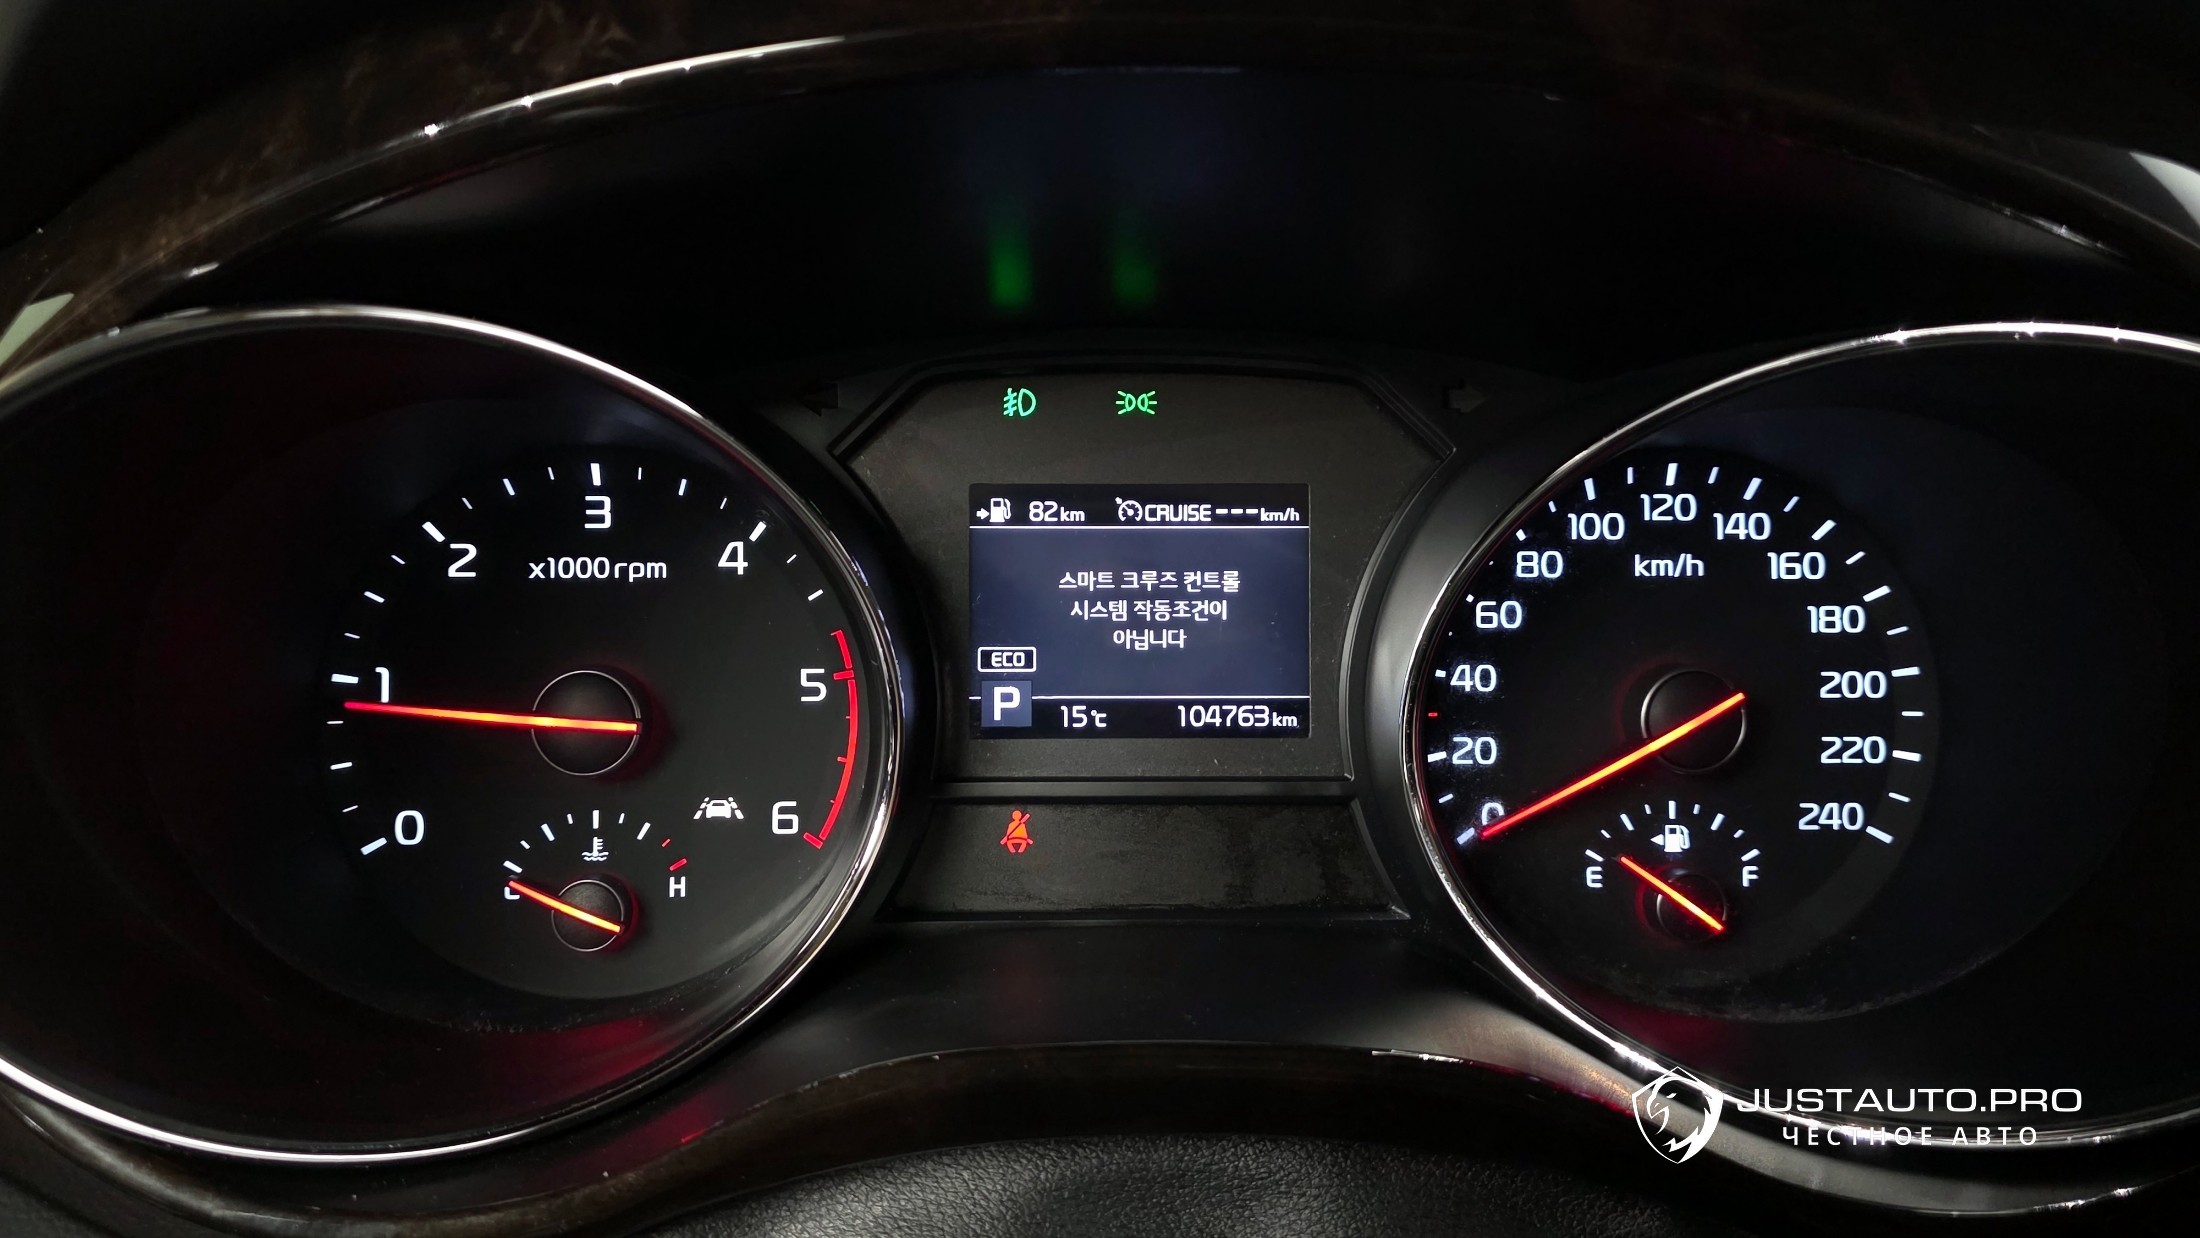 82km CRUISE ---km/h
스마트 크루즈 컨트롤
시스템 작동조건이
아닙니다
ECO
P 15℃ 104763km
0 1 2 3 4 5 6
x1000rpm
C H
0 20 40 60 80 100 120 140 160 180 200 220 240
km/h
E F
JUSTAUTO.PRO
ЧЕСТНОЕ АВТО